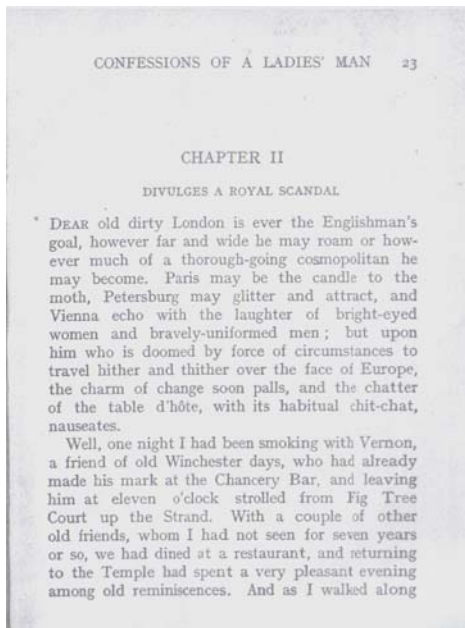 CONFESSIONS OF A LADIES' MAN 23
CHAPTER II
DIVULGES A ROYAL SCANDAL
DEAR old dirty London is ever the Englishman's
goal, however far and wide he may roam or how-
ever much of a thorough-going cosmopolitan he
may become. Paris may be the candle to the
moth, Petersburg may glitter and attract, and
Vienna echo with the laughter of bright-eyed
women and bravely-uniformed men ; but upon
him who is doomed by force of circumstances to
travel hither and thither over the face of Europe,
the charm of change soon palls, and the chatter
of the table d'hôte, with its habitual chit-chat,
nauseates.
Well, one night I had been smoking with Vernon,
a friend of old Winchester days, who had already
made his mark at the Chancery Bar, and leaving
him at eleven o'clock strolled from Fig Tree
Court up the Strand. With a couple of other
old friends, whom I had not seen for seven years
or so, we had dined at a restaurant, and returning
to the Temple had spent a very pleasant evening
among old reminiscences. And as I walked along